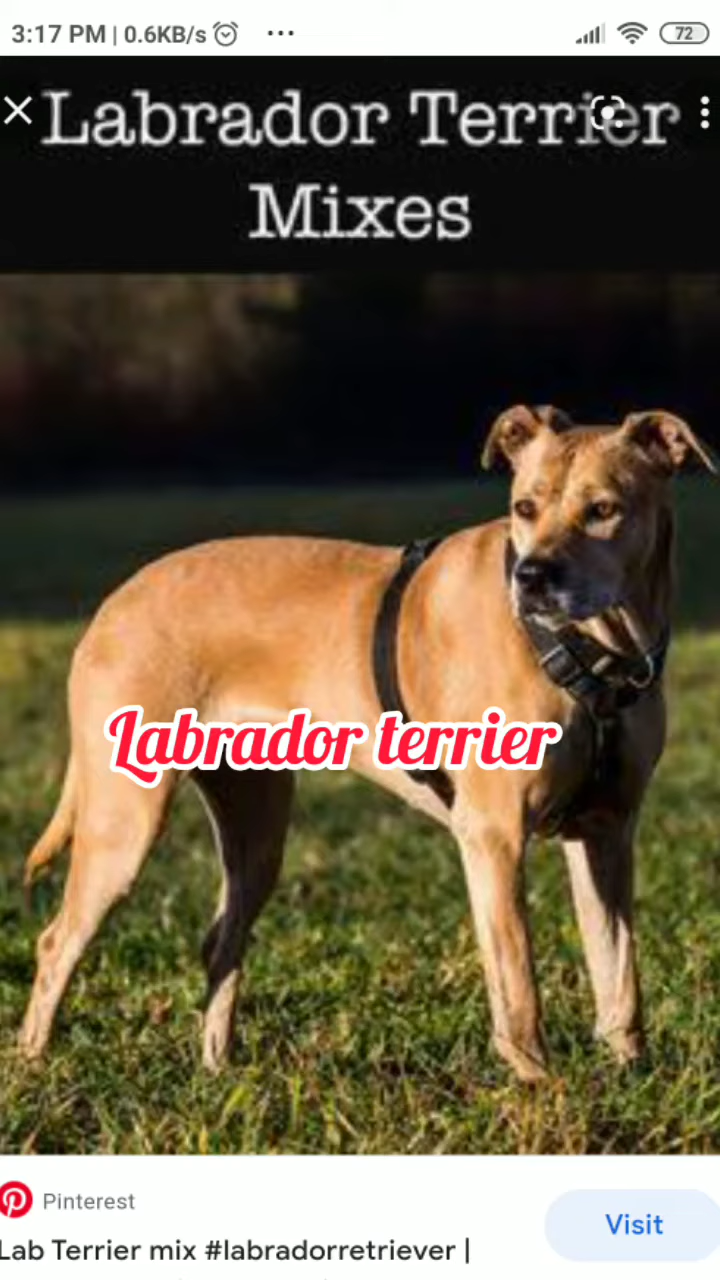 3:17 PM | 0.6KB/s
72
Labrador Terrier
Mixes
Labrador terrier
Pinterest
Visit
Lab Terrier mix #labradorretriever |